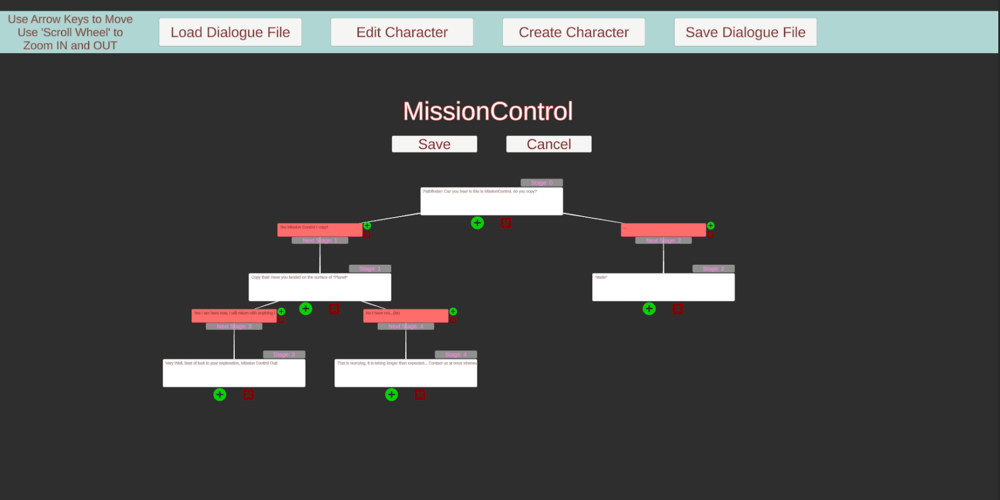 Use Arrow Keys to Move
Use 'Scroll Wheel' to
Zoom IN and OUT
Load Dialogue File
Edit Character
Create Character
Save Dialogue File
MissionControl
Save
Cancel
Stage: 0
Pathfinder! Can you hear is this is MissionControl, do you copy?
Yes Mission Control I copy!
...
Next Stage: 1
Next Stage: 2
Stage: 1
Stage: 2
Copy that! Have you landed on the surface of *Planet*
*static*
Yes I am here now, I will return with anything I
No I have not...(lie)
Next Stage: 3
Next Stage: 4
Stage: 3
Stage: 4
Very Well, best of luck in your exploration, Mission Control Out!
That is worrying, it is taking longer than expected... Contact us at once whenev